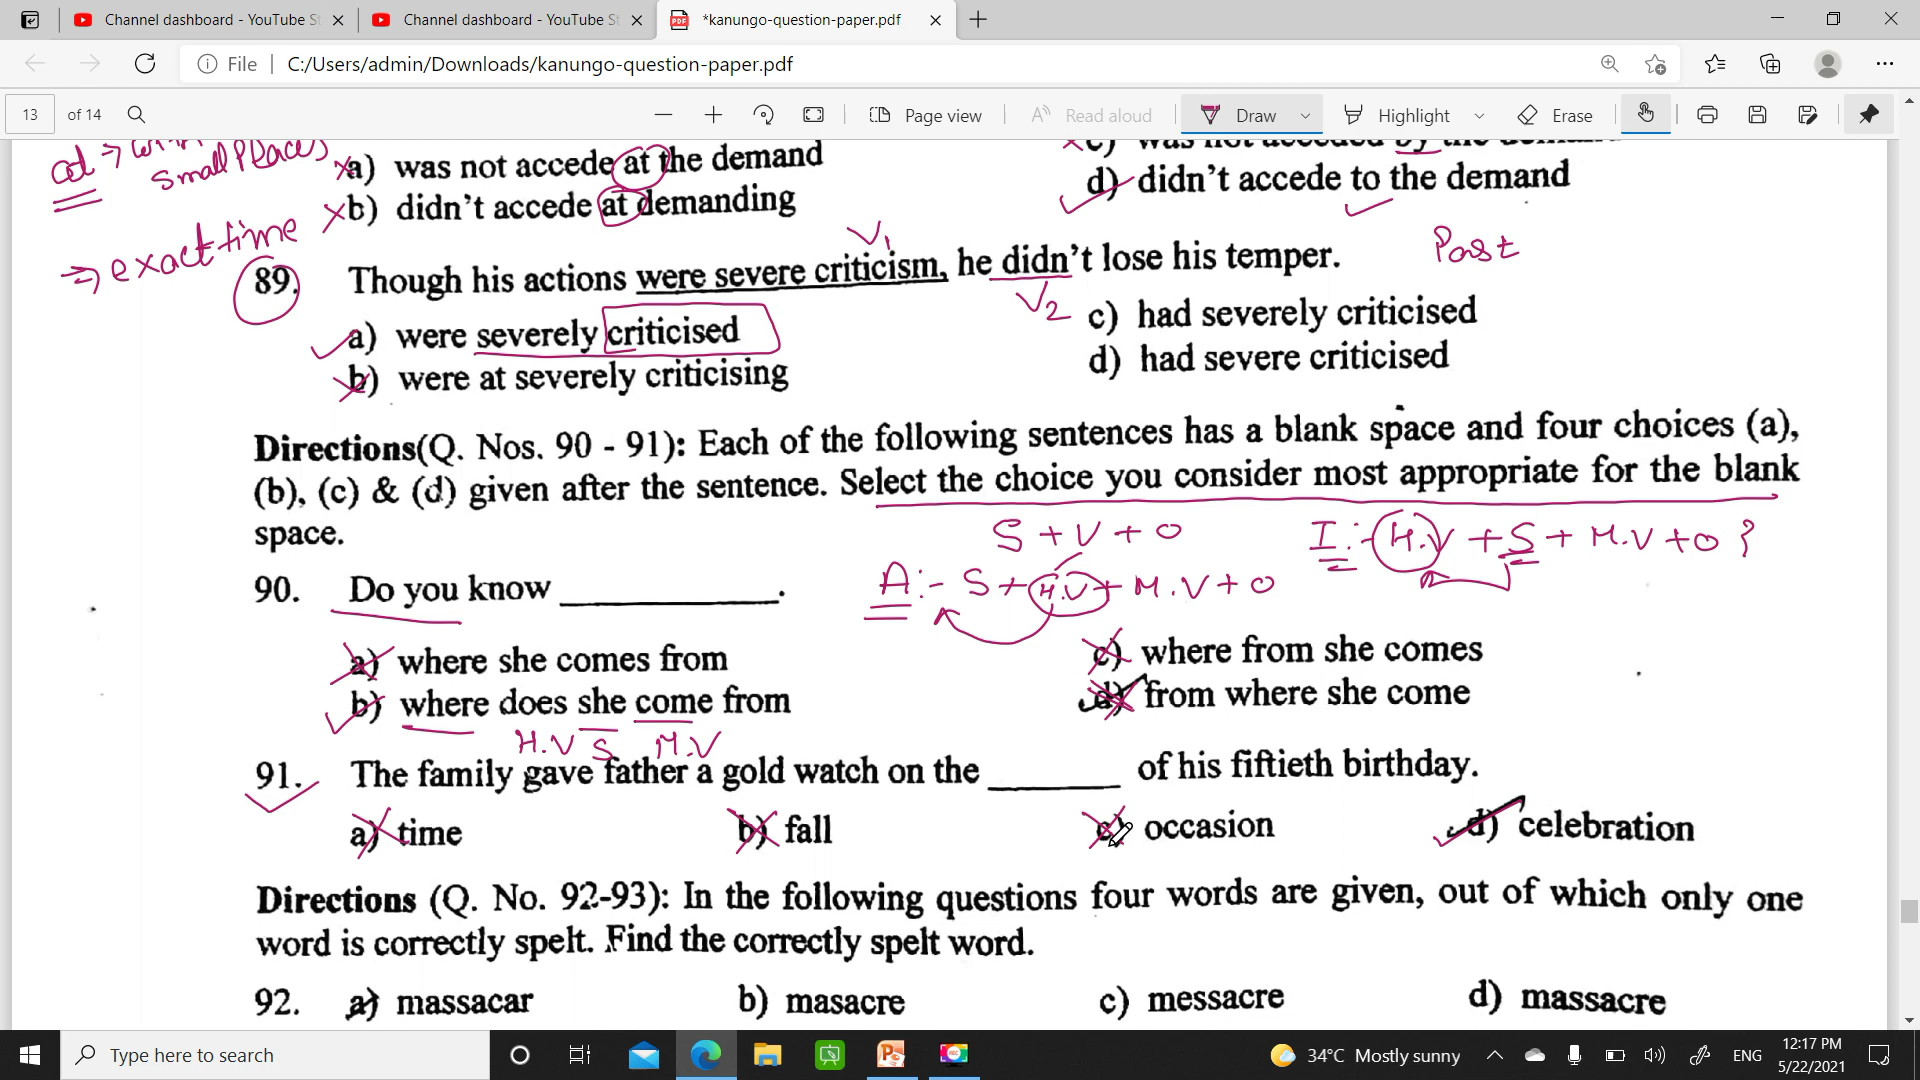 Channel dashboard - YouTube St
Channel dashboard - YouTube St
*kanungo-question-paper.pdf
File
C:/Users/admin/Downloads/kanungo-question-paper.pdf
13 of 14
Page view
Read aloud
Draw
Highlight
Erase
small places
a) was not accede at the demand
d) didn't accede to the demand
b) didn't accede at demanding
⇒ exact time
V1
Past
89. Though his actions were severe criticism, he didn't lose his temper.
V2
a) were severely criticised
c) had severely criticised
b) were at severely criticising
d) had severe criticised
Directions(Q. Nos. 90 - 91): Each of the following sentences has a blank space and four choices (a),
(b), (c) & (d) given after the sentence. Select the choice you consider most appropriate for the blank
space.
S + V + O
I :- H.V + S + M.V + O ?
90. Do you know ____________.
A :- S + H.V + M.V + O
a) where she comes from
c) where from she comes
b) where does she come from
d) from where she come
H.V S M.V
91. The family gave father a gold watch on the _______ of his fiftieth birthday.
a) time b) fall c) occasion d) celebration
Directions (Q. No. 92-93): In the following questions four words are given, out of which only one
word is correctly spelt. Find the correctly spelt word.
92. a) massacar b) masacre c) messacre d) massacre
Type here to search
34°C Mostly sunny
ENG
12:17 PM
5/22/2021